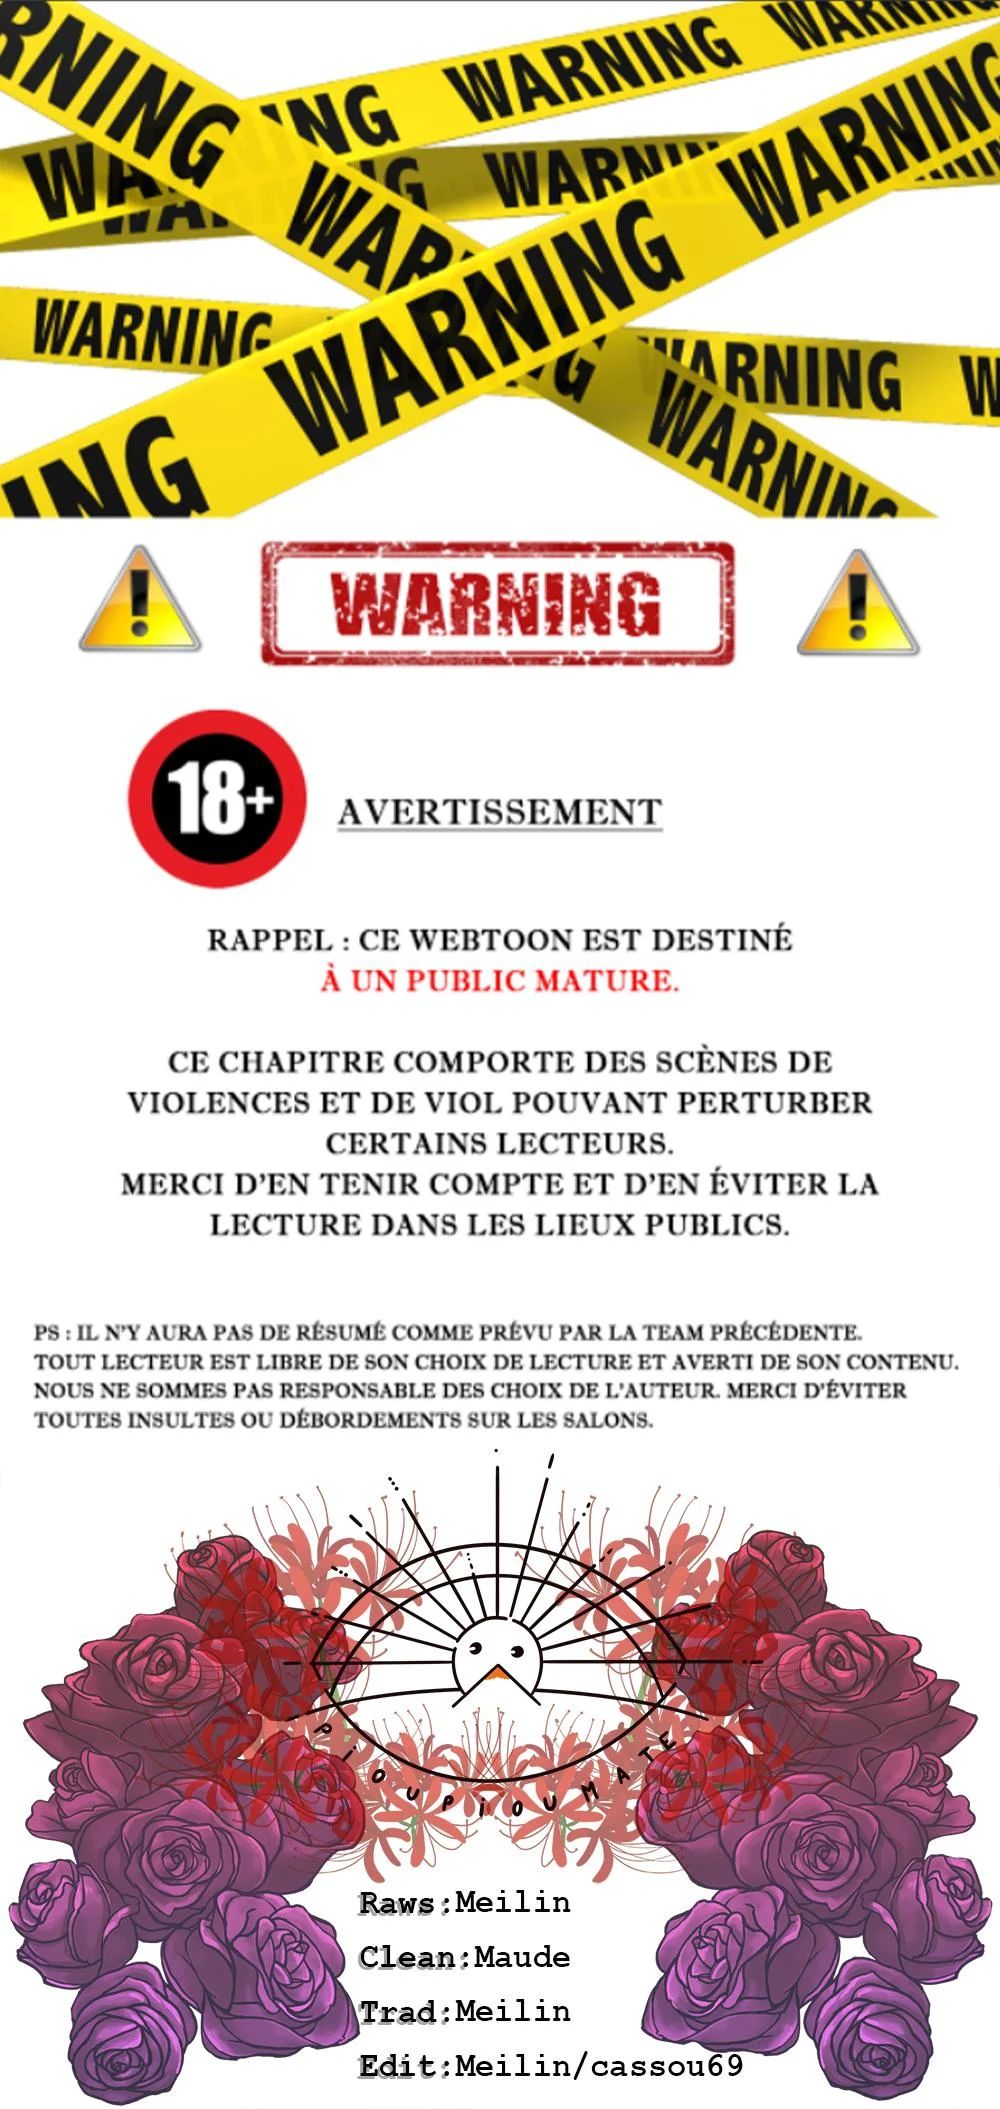 RNING WARNING WARNING
NING
WARNING
WARNING
WARNING
WARNING WARNING
WARNING
WARNING
ING
WARNING
18+
AVERTISSEMENT
RAPPEL : CE WEBTOON EST DESTINÉ
À UN PUBLIC MATURE.
CE CHAPITRE COMPORTE DES SCÈNES DE
VIOLENCES ET DE VIOL POUVANT PERTURBER
CERTAINS LECTEURS.
MERCI D'EN TENIR COMPTE ET D'EN ÉVITER LA
LECTURE DANS LES LIEUX PUBLICS.
PS : IL N'Y AURA PAS DE RÉSUMÉ COMME PRÉVU PAR LA TEAM PRÉCÉDENTE.
TOUT LECTEUR EST LIBRE DE SON CHOIX DE LECTURE ET AVERTI DE SON CONTENU.
NOUS NE SOMMES PAS RESPONSABLE DES CHOIX DE L'AUTEUR. MERCI D'ÉVITER
TOUTES INSULTES OU DÉBORDEMENTS SUR LES SALONS.
PIOUPIOUMATE
Raws:Meilin
Clean:Maude
Trad:Meilin
Edit:Meilin/cassou69